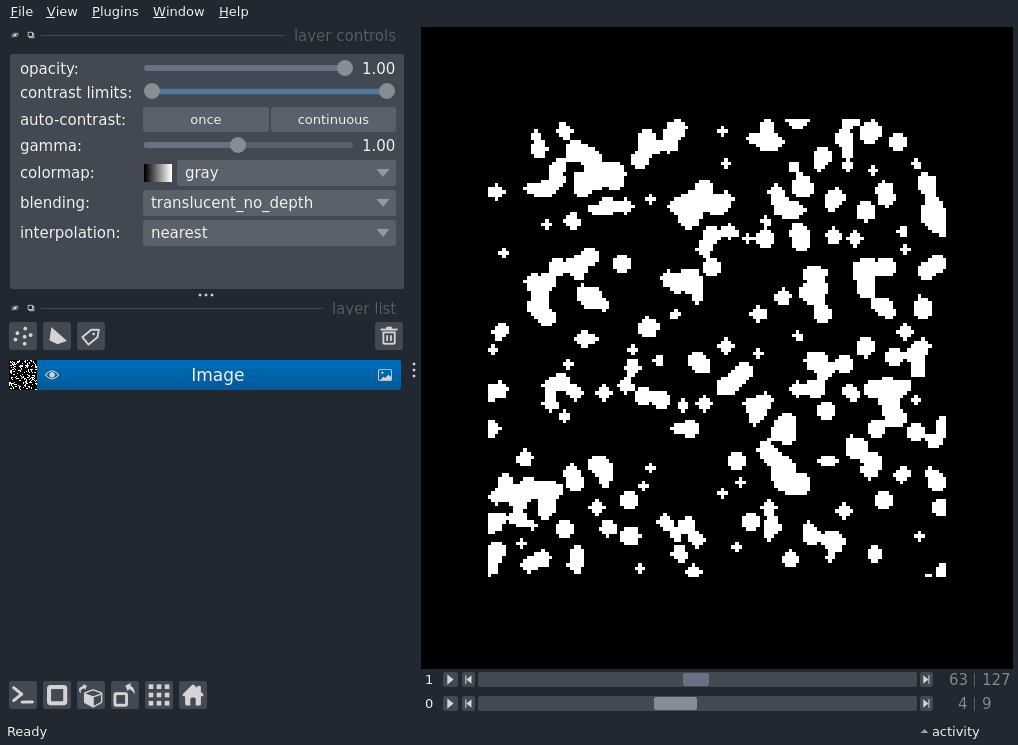 File View Plugins Window Help
layer controls
opacity: 1.00
contrast limits:
auto-contrast: once continuous
gamma: 1.00
colormap: gray
blending: translucent_no_depth
interpolation: nearest
layer list
Image
1 63 | 127
0 4 | 9
Ready activity